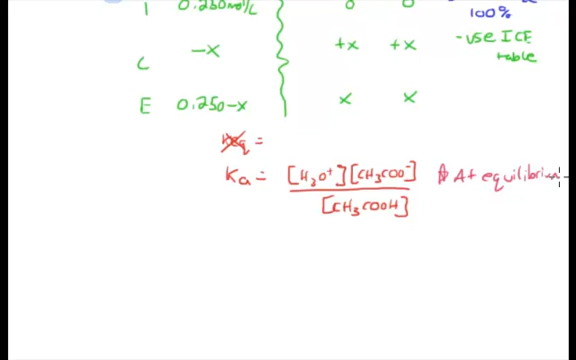 I 0.250mol/L 0 0
100%
C -x +x +x -use ICE table
E 0.250-x x x
Keq =
Ka = [H3O+][CH3COO-] * At equilibrium
[CH3COOH]